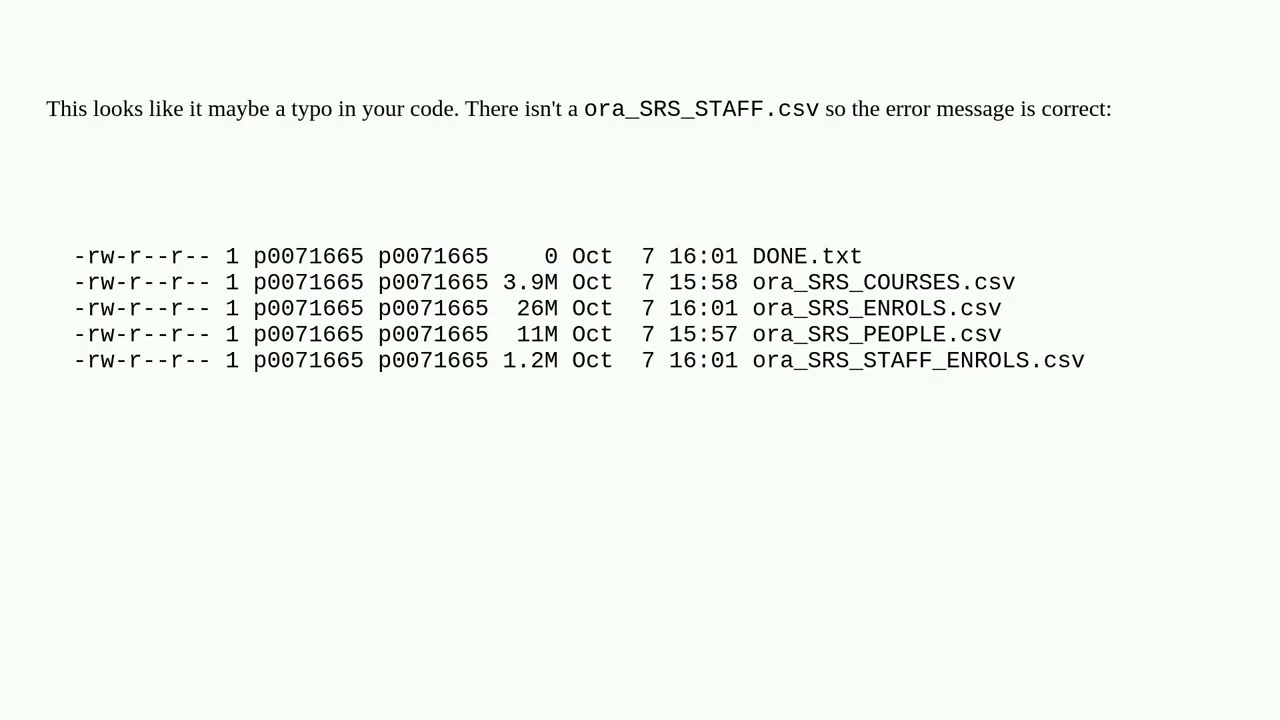 This looks like it maybe a typo in your code. There isn't a ora_SRS_STAFF.csv so the error message is correct:
-rw-r--r-- 1 p0071665 p0071665    0 Oct  7 16:01 DONE.txt
-rw-r--r-- 1 p0071665 p0071665 3.9M Oct  7 15:58 ora_SRS_COURSES.csv
-rw-r--r-- 1 p0071665 p0071665  26M Oct  7 16:01 ora_SRS_ENROLS.csv
-rw-r--r-- 1 p0071665 p0071665  11M Oct  7 15:57 ora_SRS_PEOPLE.csv
-rw-r--r-- 1 p0071665 p0071665 1.2M Oct  7 16:01 ora_SRS_STAFF_ENROLS.csv